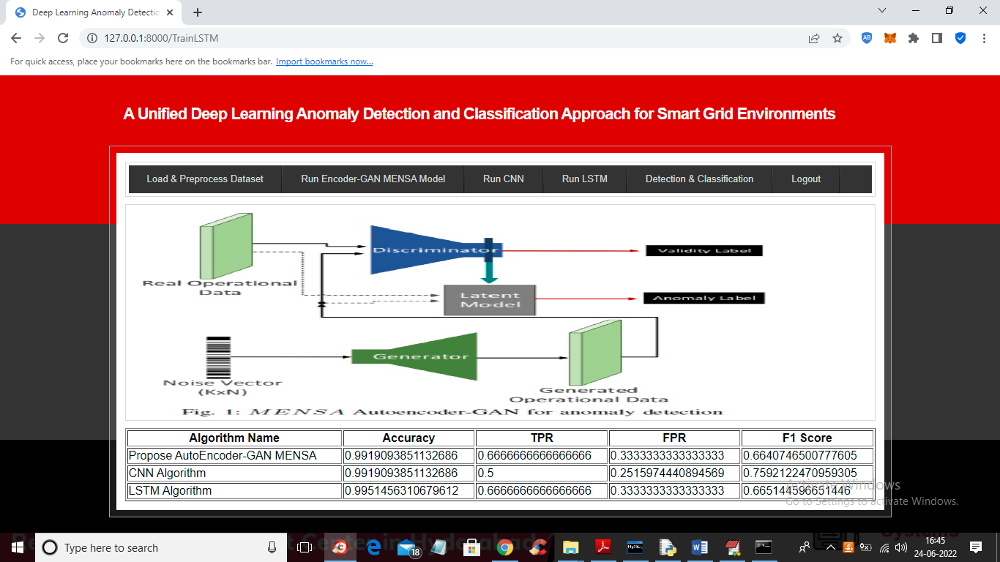 Deep Learning Anomaly Detectio
127.0.0.1:8000/TrainLSTM
For quick access, place your bookmarks here on the bookmarks bar. Import bookmarks now...
A Unified Deep Learning Anomaly Detection and Classification Approach for Smart Grid Environments
Load & Preprocess Dataset Run Encoder-GAN MENSA Model Run CNN Run LSTM Detection & Classification Logout
Discriminator
Validity Label
Real Operational
Data
Latent
Model
Anomaly Label
Generator
Noise Vector
(KxN)
Generated
Operational Data
Fig. 1: MENSA Autoencoder-GAN for anomaly detection
Algorithm Name Accuracy TPR FPR F1 Score
Propose AutoEncoder-GAN MENSA 0.9919093851132686 0.6666666666666666 0.3333333333333333 0.6640746500777605
CNN Algorithm 0.9919093851132686 0.5 0.2515974440894569 0.7592122470959305
LSTM Algorithm 0.9951456310679612 0.6666666666666666 0.3333333333333333 0.665144596651446
Activate Windows
Go to Settings to activate Windows.
Type here to search
18
16:45
24-06-2022